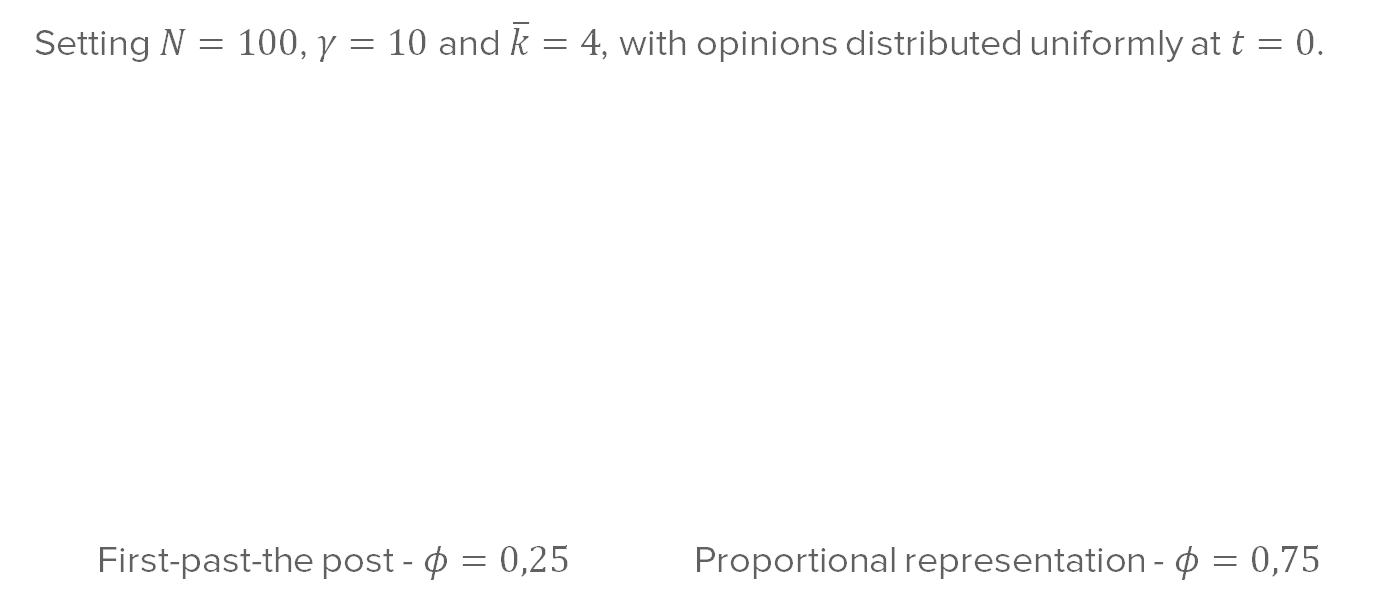 Setting N = 100, γ = 10 and k̅ = 4, with opinions distributed uniformly at t = 0.
First-past-the post - ϕ = 0,25 Proportional representation - ϕ = 0,75